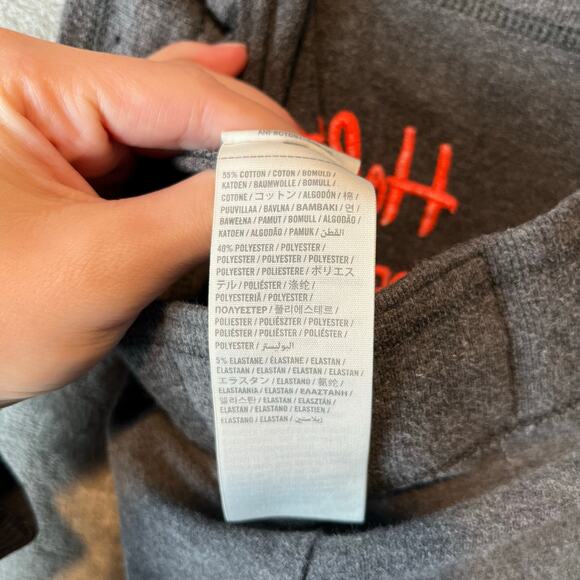 55% COTTON / COTON / BOMULD /
KATOEN / BAUMWOLLE / BOMULL /
COTONE / コットン / ALGODÓN / 棉 /
PUUVILLAA / BAVLNA / ΒΑΜΒΑΚΙ / 면 /
BAWEŁNA / PAMUT / BOMULL / ALGODÃO /
KATOEN / ALGODÃO / PAMUK / القطن
40% POLYESTER / POLYESTER /
POLYESTER / POLYESTER / POLYESTER /
POLYESTER / POLIESTERE / ポリエス
テル / POLIÉSTER / 涤纶 /
POLYESTERIÄ / POLYESTER /
ΠΟΛΥΕΣΤΕΡ / 폴리에스테르 /
POLIESTER / POLIÉSZTER / POLYESTER /
POLIÉSTER / POLYESTER / POLIÉSTER /
POLYESTER / البوليستر
5% ELASTANE / ÉLASTANE / ELASTAN /
ELASTAAN / ELASTAN / ELASTAN / ELASTAN /
エラスタン / ELASTANO / 氨纶 /
ELASTAANIA / ELASTAN / ΕΛΑΣΤΑΝΗ /
엘라스탄 / ELASTAN / ELASZTÁN /
ELASTAN / ELASTANO / ELASTIEN /
ELASTANO / ELASTAN /
Ho